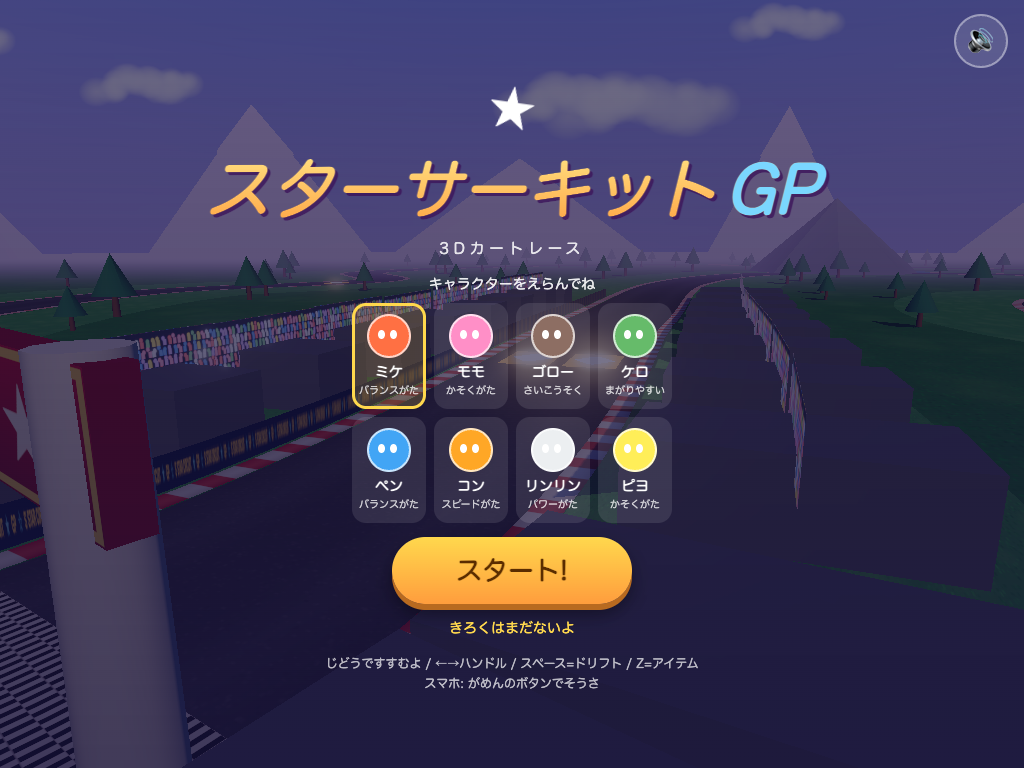 スターサーキットGP
3Dカートレース
キャラクターをえらんでね
ミケ
バランスがた
モモ
かそくがた
ゴロー
さいこうそく
ケロ
まがりやすい
ペン
バランスがた
コン
スピードがた
リンリン
パワーがた
ピヨ
かそくがた
スタート!
きろくはまだないよ
じどうですすむよ / ←→ハンドル / スペース=ドリフト / Z=アイテム
スマホ: がめんのボタンでそうさ